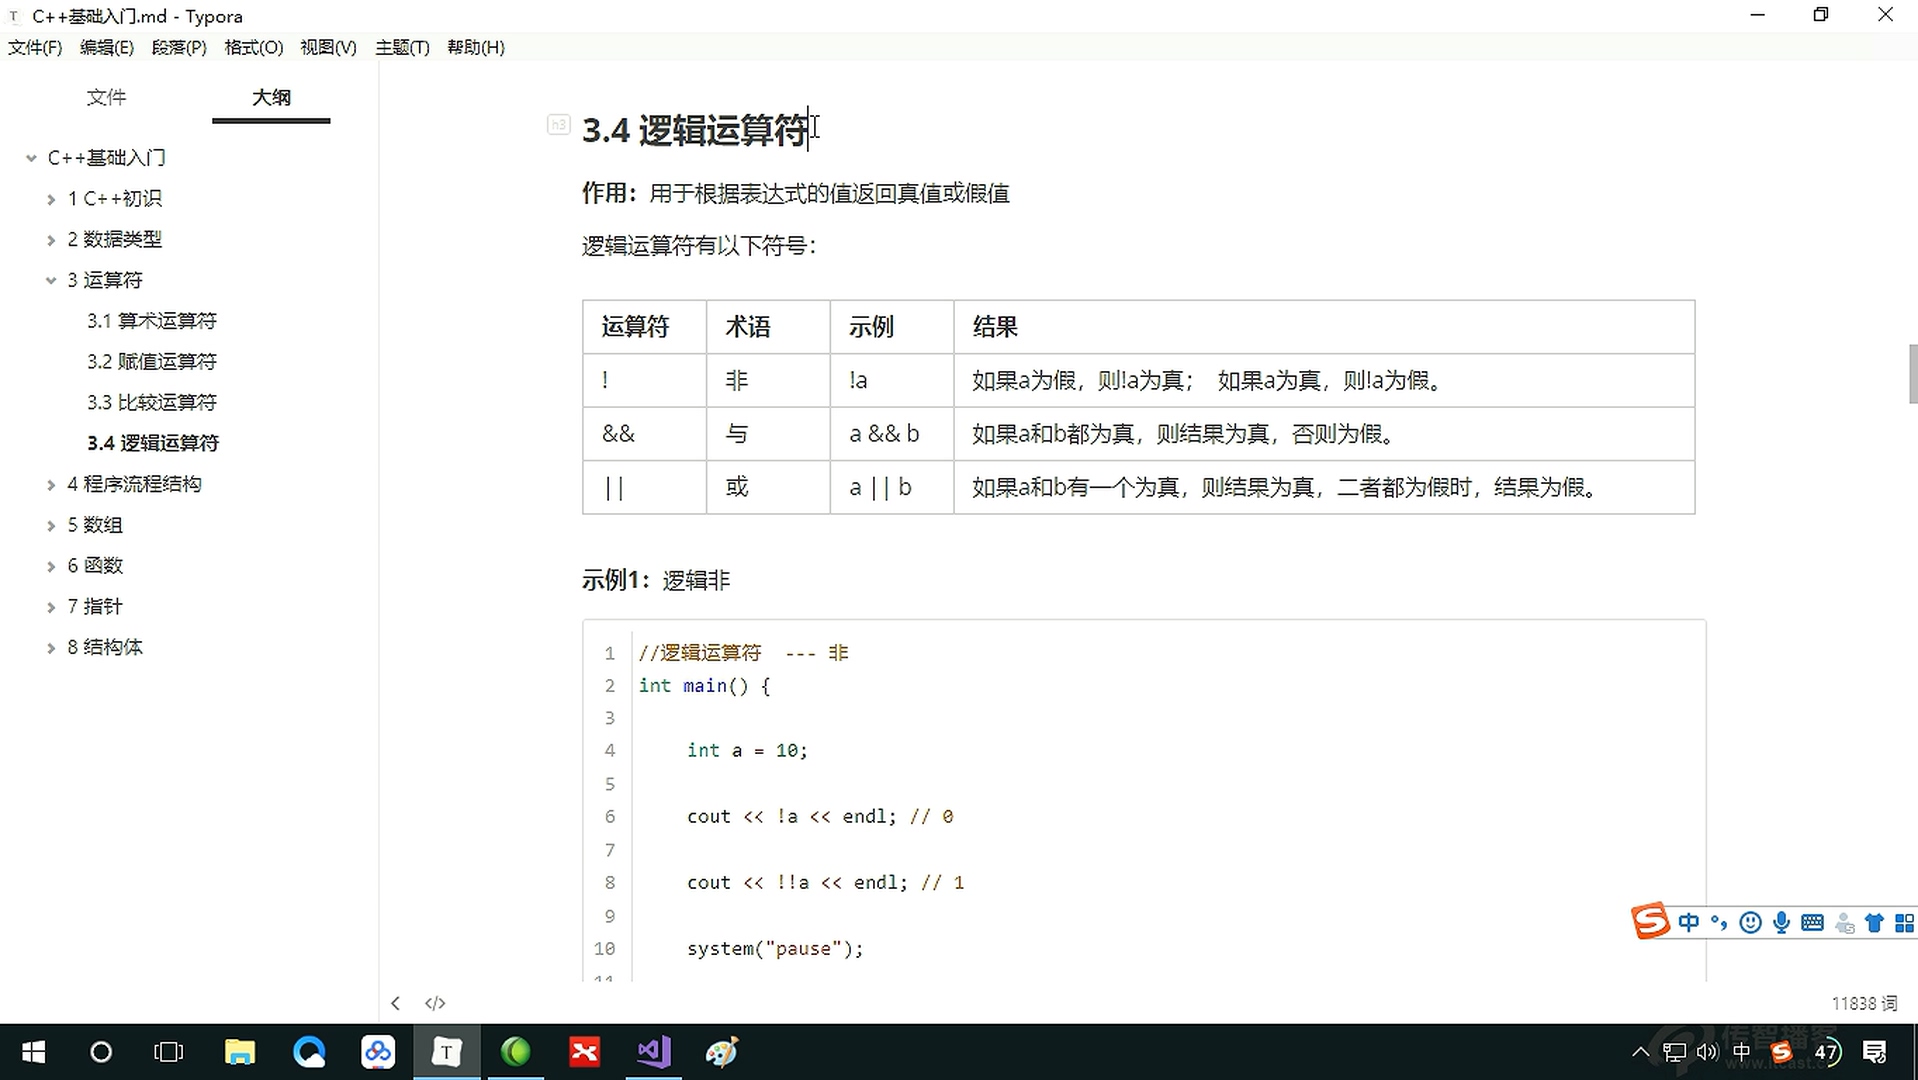 C++基础入门.md - Typora
文件(F) 编辑(E) 段落(P) 格式(O) 视图(V) 主题(T) 帮助(H)
文件 大纲
C++基础入门
1 C++初识
2 数据类型
3 运算符
3.1 算术运算符
3.2 赋值运算符
3.3 比较运算符
3.4 逻辑运算符
4 程序流程结构
5 数组
6 函数
7 指针
8 结构体
h3 3.4 逻辑运算符
作用：用于根据表达式的值返回真值或假值
逻辑运算符有以下符号：
运算符 术语 示例 结果
! 非 !a 如果a为假，则!a为真； 如果a为真，则!a为假。
&& 与 a && b 如果a和b都为真，则结果为真，否则为假。
|| 或 a || b 如果a和b有一个为真，则结果为真，二者都为假时，结果为假。
示例1：逻辑非
1 //逻辑运算符 --- 非
2 int main() {
3
4 int a = 10;
5
6 cout << !a << endl; // 0
7
8 cout << !!a << endl; // 1
9
10 system("pause");
11
中
11838 词
中 47
传智播客